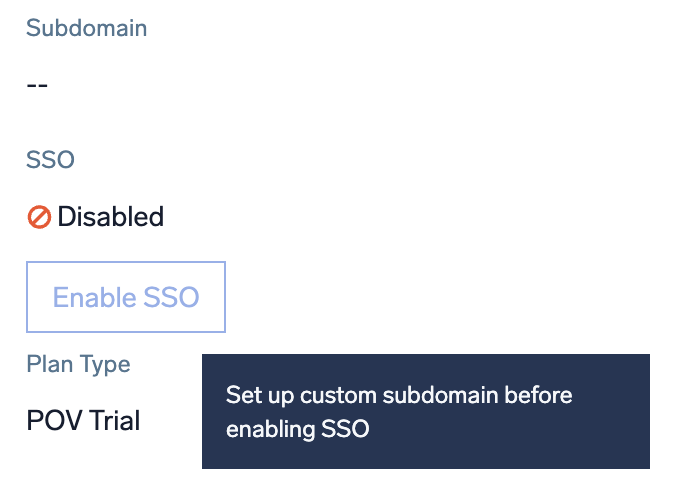 Subdomain
--
SSO
Disabled
Enable SSO
Plan Type
POV Trial
Set up custom subdomain before
enabling SSO